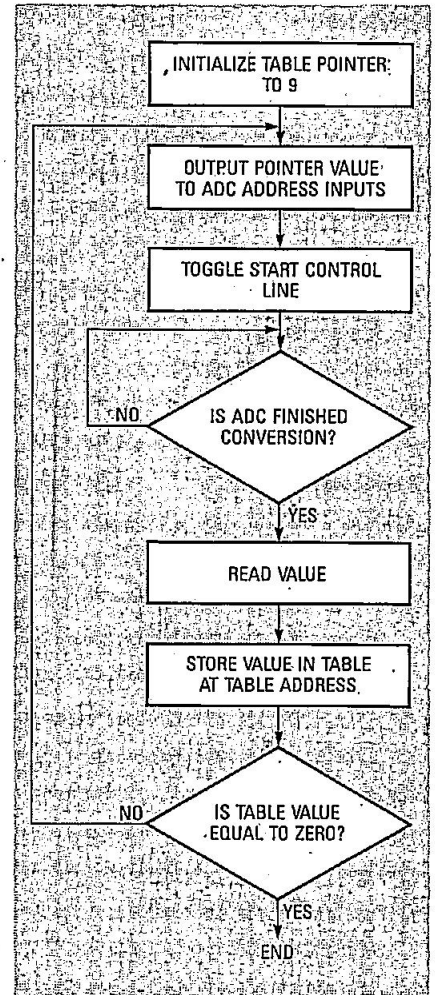 INITIALIZE TABLE POINTER
TO 9
OUTPUT POINTER VALUE
TO ADC ADDRESS INPUTS
TOGGLE START CONTROL
LINE
NO
IS ADC FINISHED
CONVERSION?
YES
READ VALUE
STORE VALUE IN TABLE
AT TABLE ADDRESS
NO
IS TABLE VALUE
EQUAL TO ZERO?
YES
END